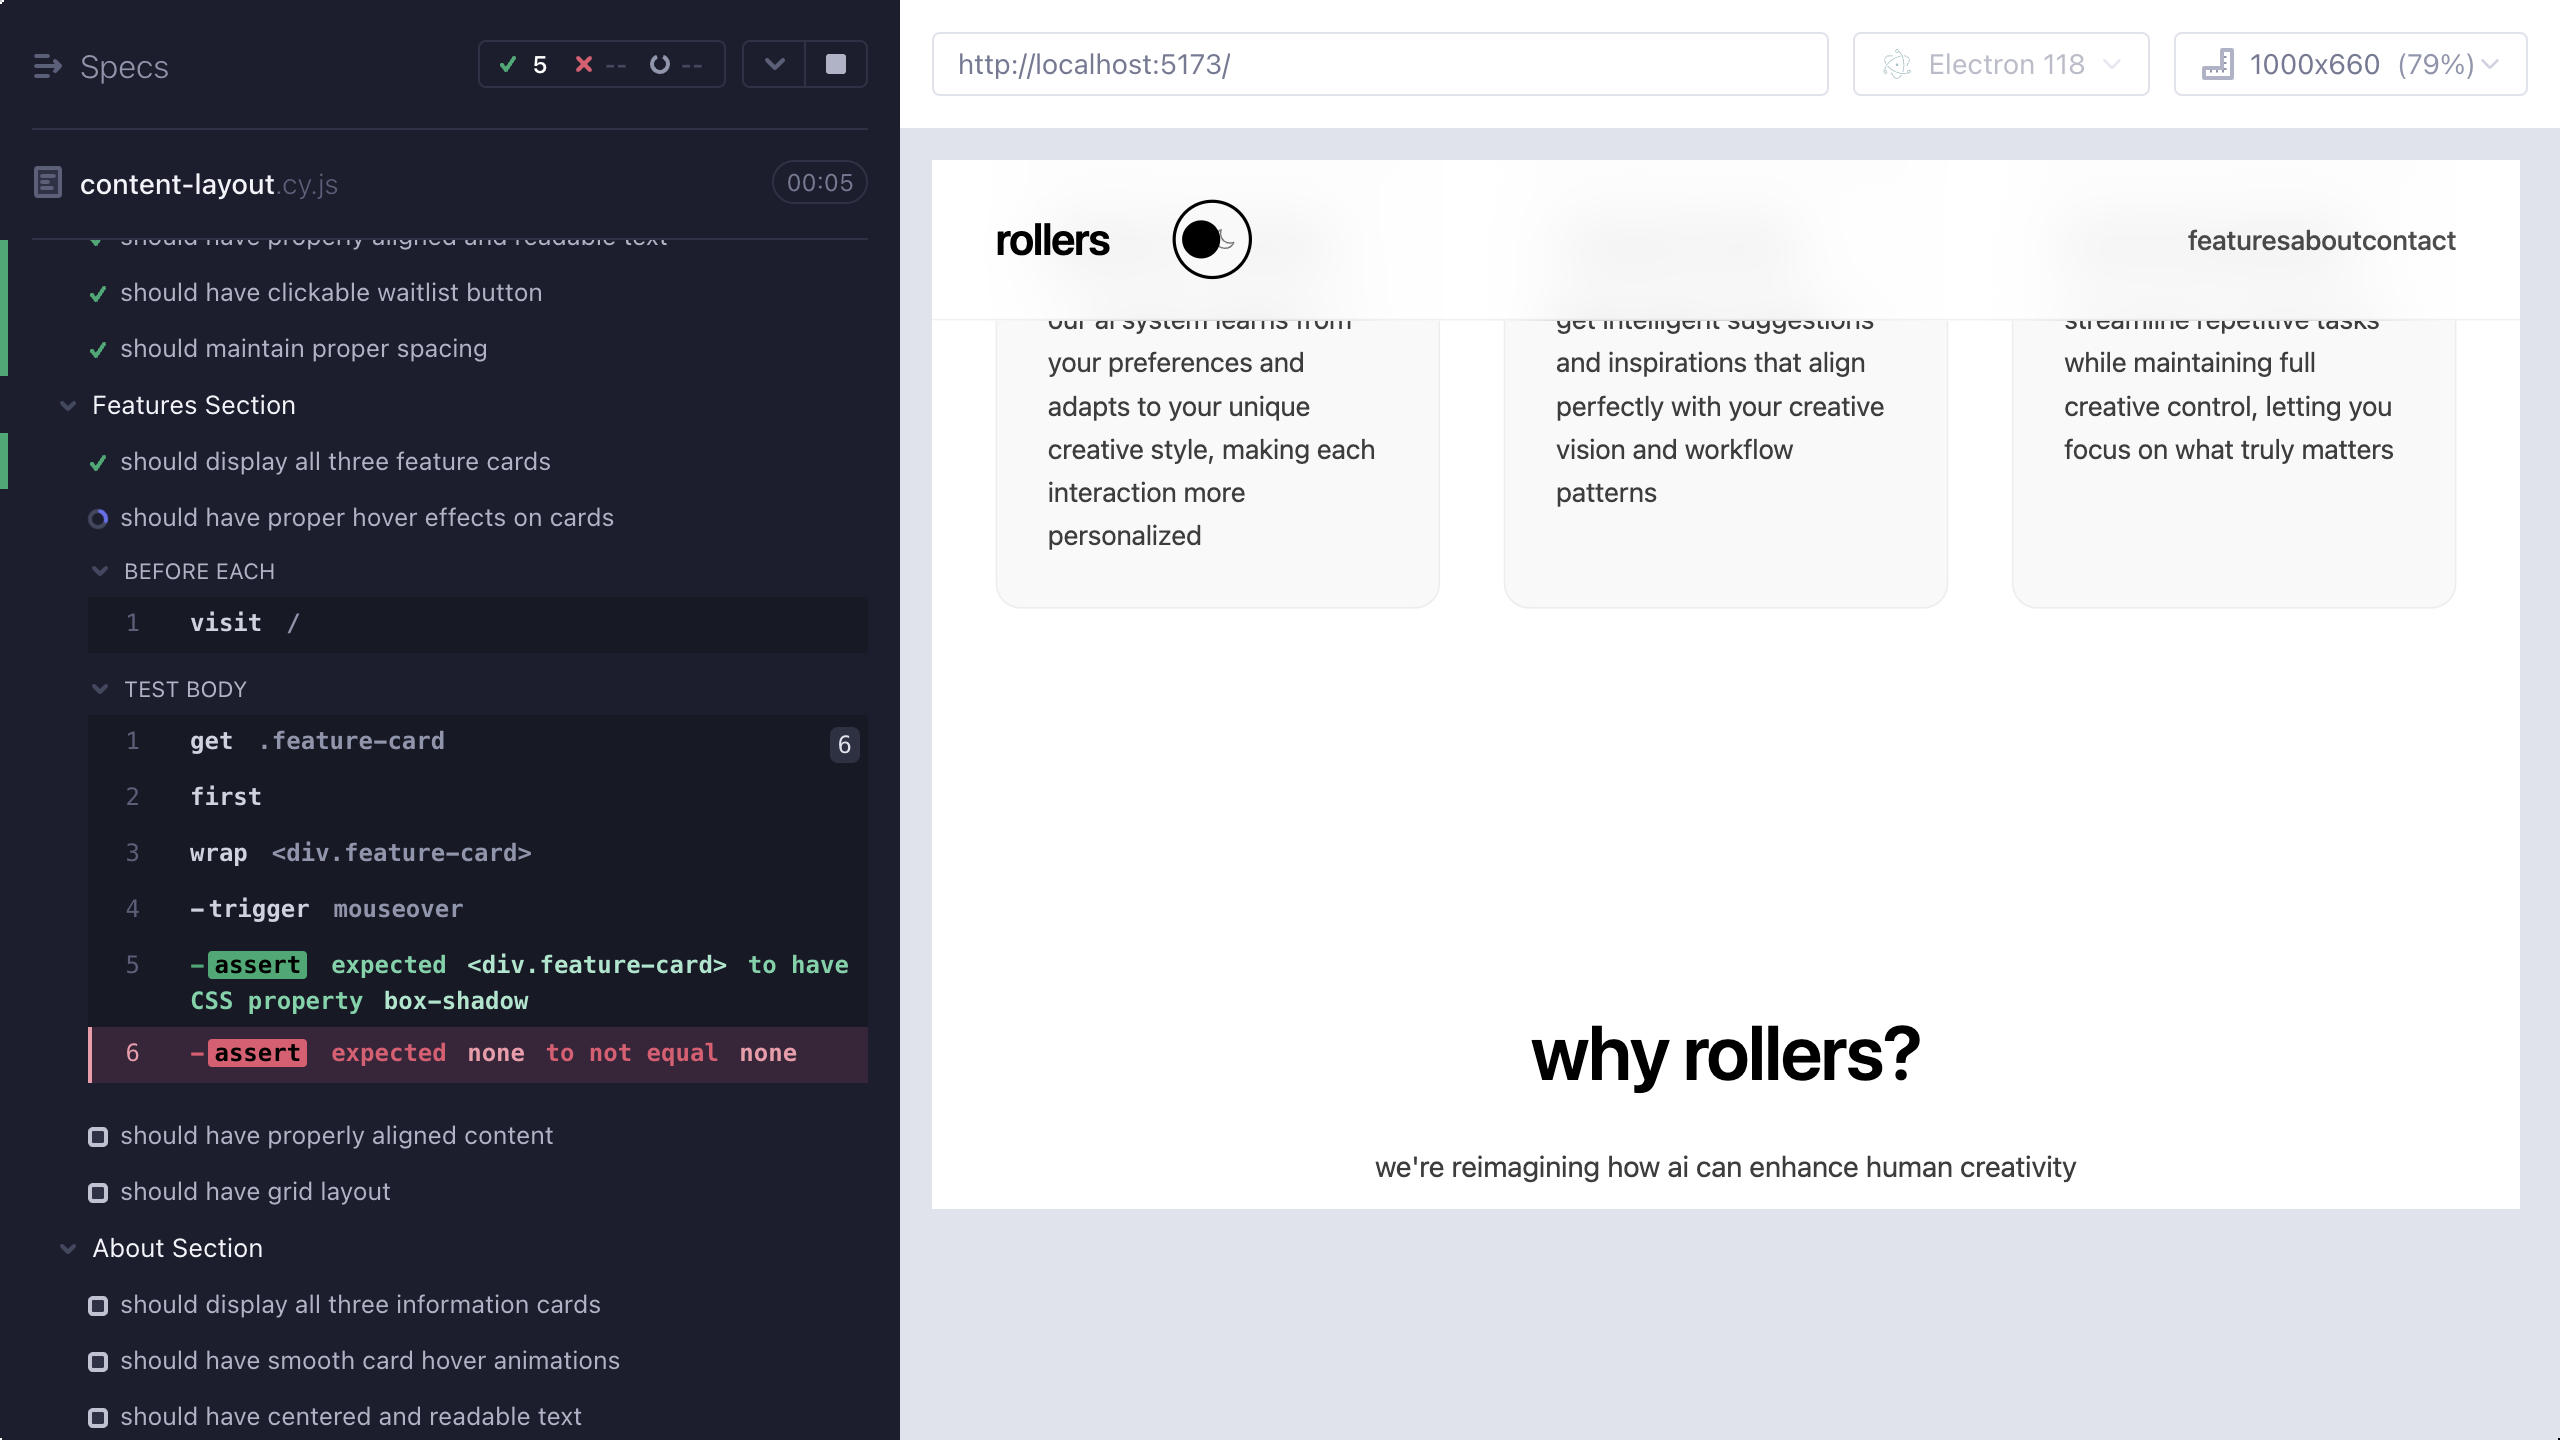 Specs
5 -- --
content-layout.cy.js
00:05
should have properly aligned and readable text
should have clickable waitlist button
should maintain proper spacing
Features Section
should display all three feature cards
should have proper hover effects on cards
BEFORE EACH
1 visit /
TEST BODY
1 get .feature-card 6
2 first
3 wrap <div.feature-card>
4 -trigger mouseover
5 -assert expected <div.feature-card> to have
CSS property box-shadow
6 -assert expected none to not equal none
should have properly aligned content
should have grid layout
About Section
should display all three information cards
should have smooth card hover animations
should have centered and readable text
http://localhost:5173/
Electron 118
1000x660 (79%)
rollers
featuresaboutcontact
our ai system learns from
your preferences and
adapts to your unique
creative style, making each
interaction more
personalized
get intelligent suggestions
and inspirations that align
perfectly with your creative
vision and workflow
patterns
streamline repetitive tasks
while maintaining full
creative control, letting you
focus on what truly matters
why rollers?
we're reimagining how ai can enhance human creativity